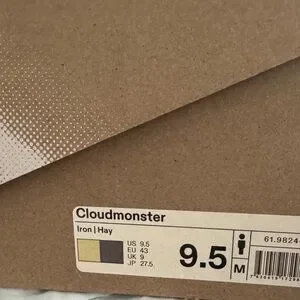 Cloudmonster
Iron | Hay
US 9.5
EU 43
UK 9
JP 27.5
9.5
M
61.9824